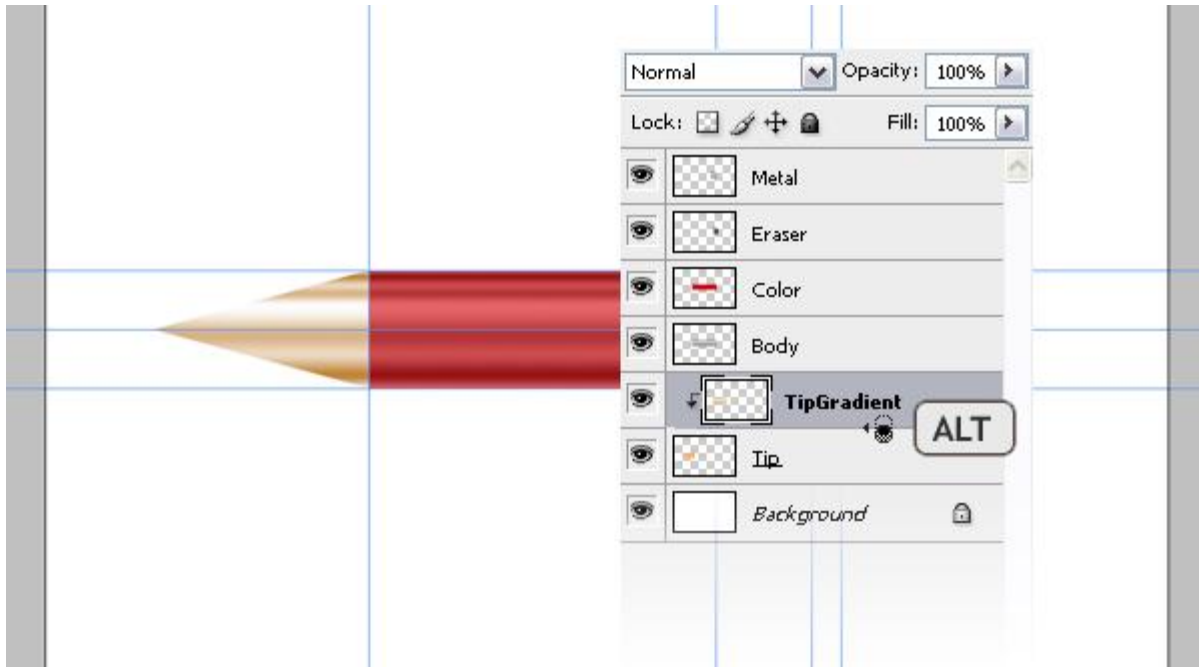 Normal Opacity: 100%
Lock: Fill: 100%
Metal
Eraser
Color
Body
TipGradient
ALT
Tip
Background